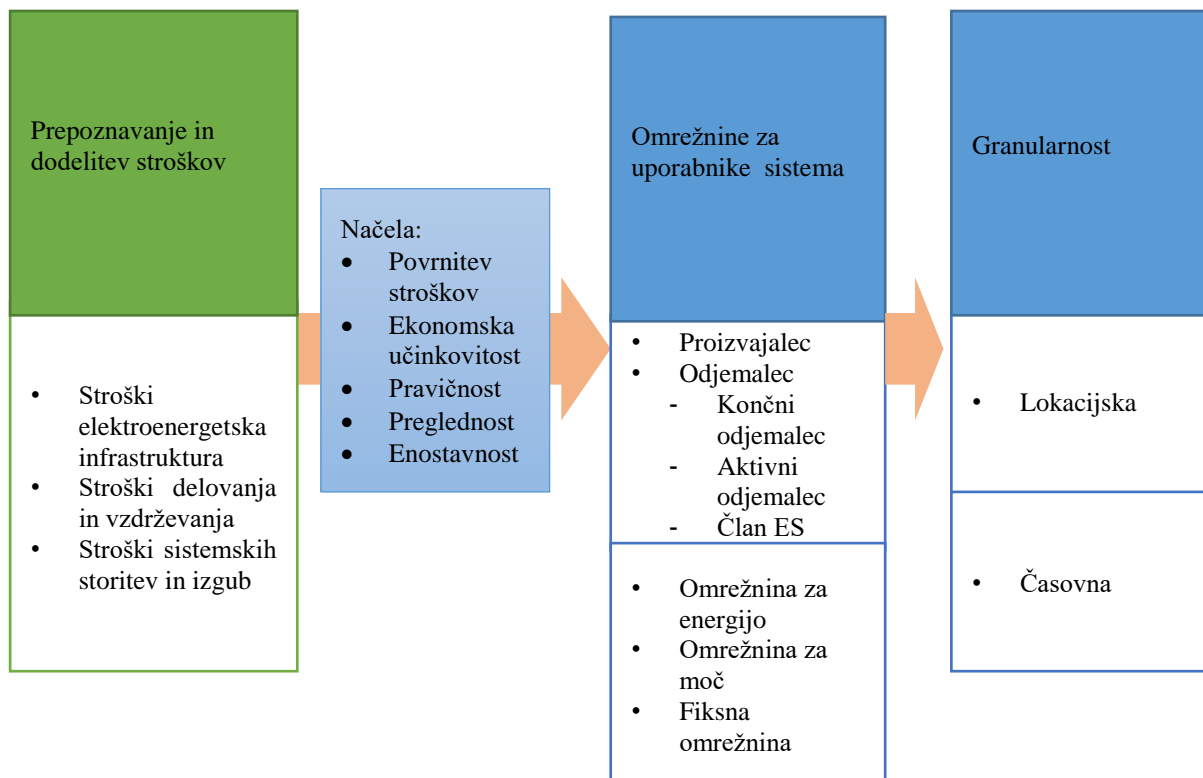 Prepoznavanje in
dodelitev stroškov
• Stroški
elektroenergetska
infrastruktura
• Stroški delovanja
in vzdrževanja
• Stroški sistemskih
storitev in izgub
Načela:
• Povrnitev
stroškov
• Ekonomska
učinkovitost
• Pravičnost
• Preglednost
• Enostavnost
Omrežnine za
uporabnike sistema
• Proizvajalec
• Odjemalec
- Končni
odjemalec
- Aktivni
odjemalec
- Član ES
• Omrežnina za
energijo
• Omrežnina za
moč
• Fiksna
omrežnina
Granularnost
• Lokacijska
• Časovna